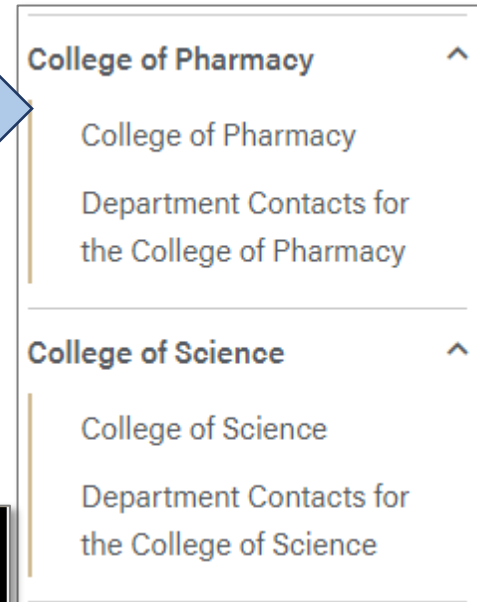 College of Pharmacy
College of Pharmacy
Department Contacts for
the College of Pharmacy
College of Science
College of Science
Department Contacts for
the College of Science